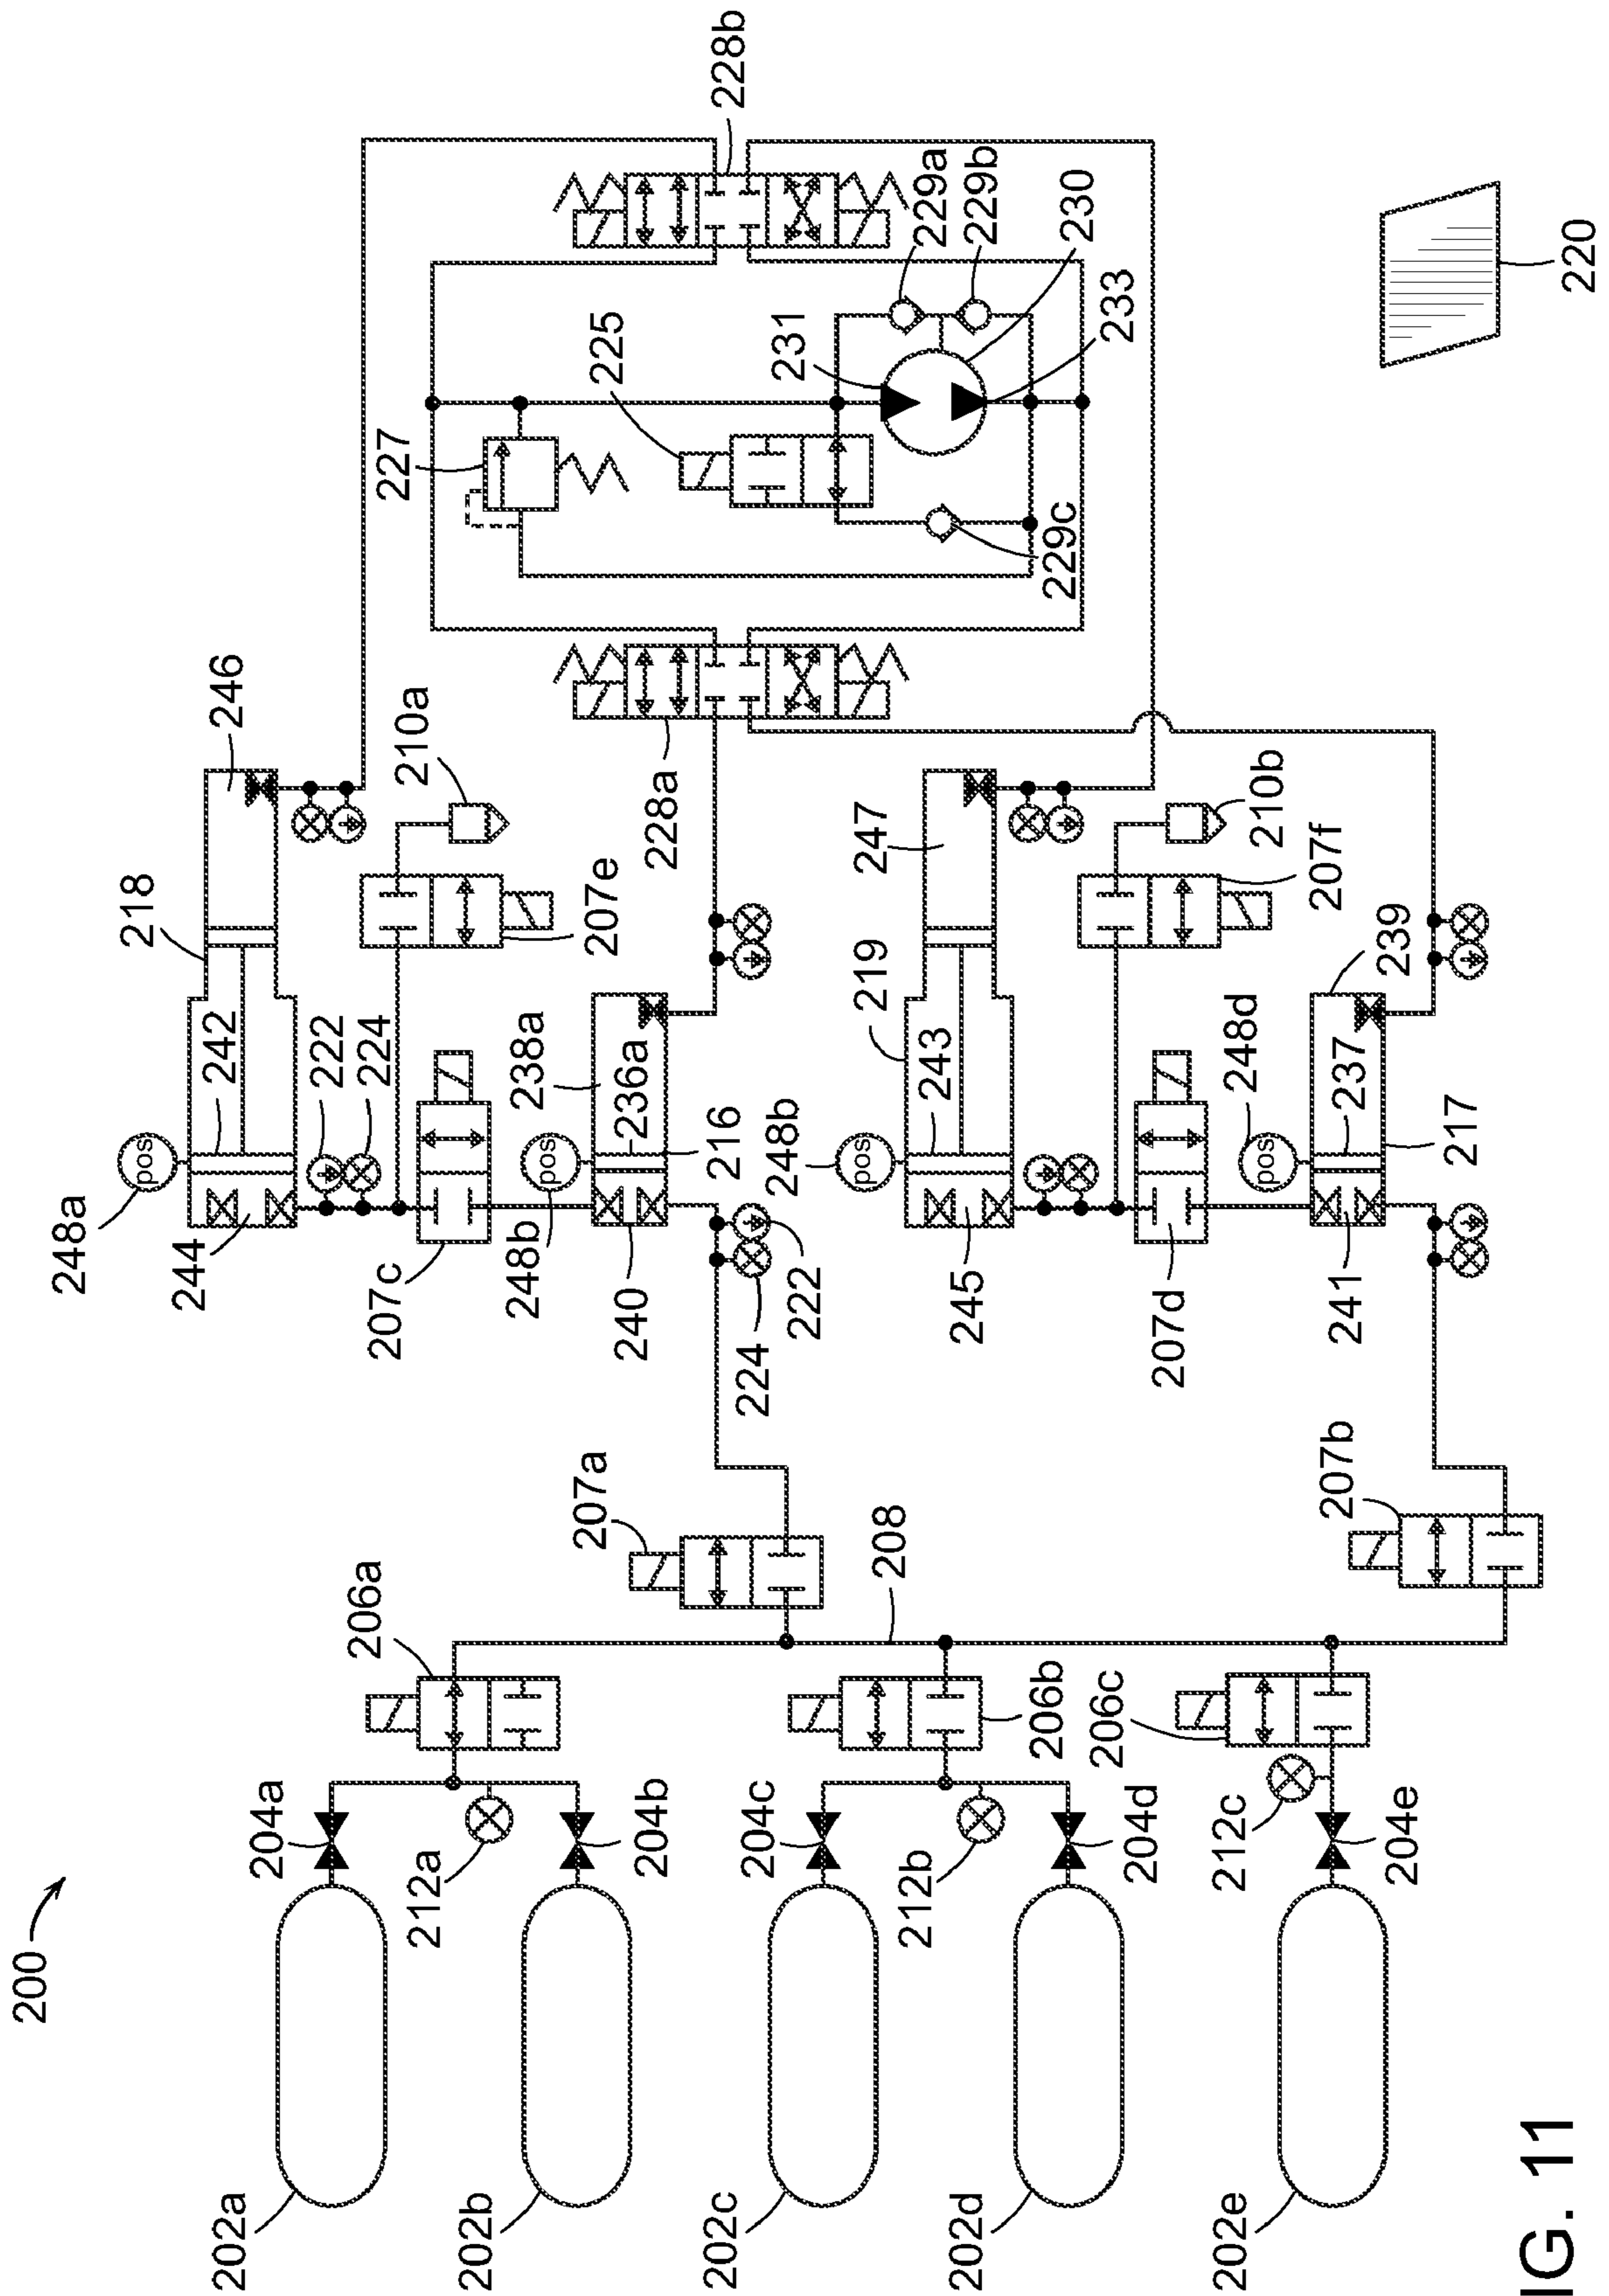 200
202a
202b
202c
202d
202e
204a
204b
204c
204d
204e
212a
212b
212c
206a
206b
206c
208
207a
207b
248a
pos
244
242
218
246
222
224
210a
207e
207c
248b
pos
238a
236a
240
216
224
222
228a
227
225
231
229a
229b
230
233
229c
228b
248b
pos
219
243
245
247
210b
207f
207d
248d
pos
239
237
241
217
220
IG. 11